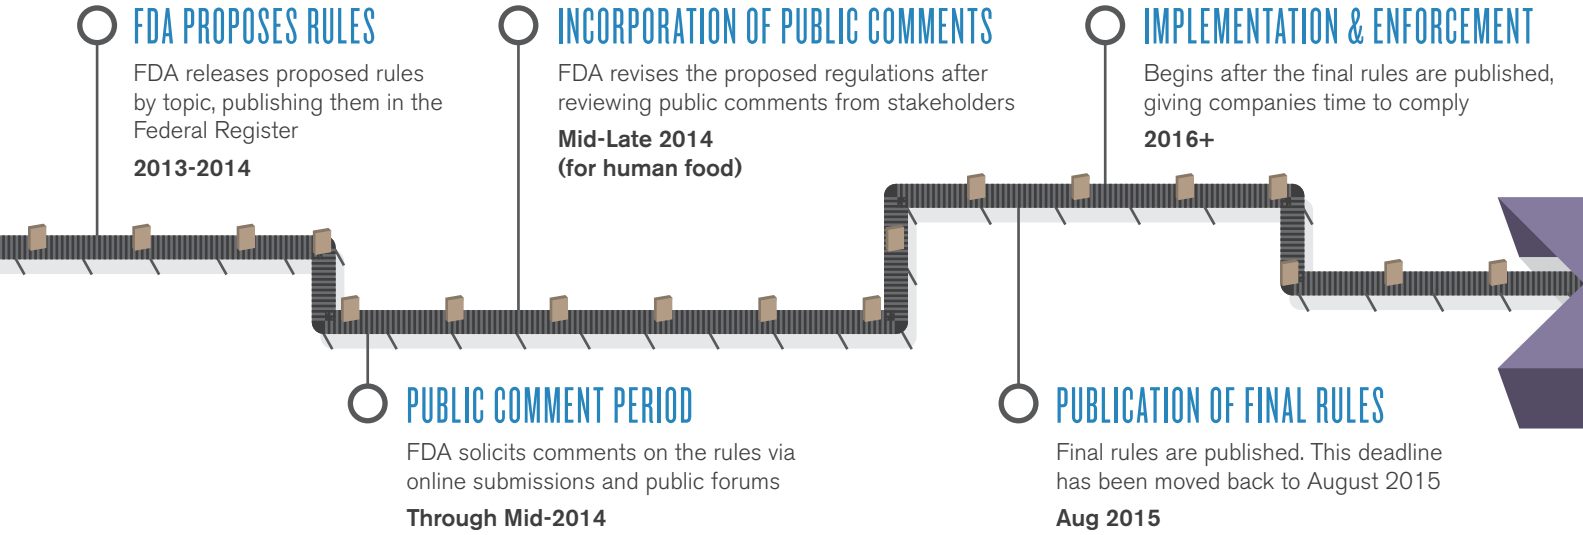 FDA PROPOSES RULES
FDA releases proposed rules
by topic, publishing them in the
Federal Register
2013-2014
PUBLIC COMMENT PERIOD
FDA solicits comments on the rules via
online submissions and public forums
Through Mid-2014
INCORPORATION OF PUBLIC COMMENTS
FDA revises the proposed regulations after
reviewing public comments from stakeholders
Mid-Late 2014
(for human food)
PUBLICATION OF FINAL RULES
Final rules are published. This deadline
has been moved back to August 2015
Aug 2015
IMPLEMENTATION & ENFORCEMENT
Begins after the final rules are published,
giving companies time to comply
2016+